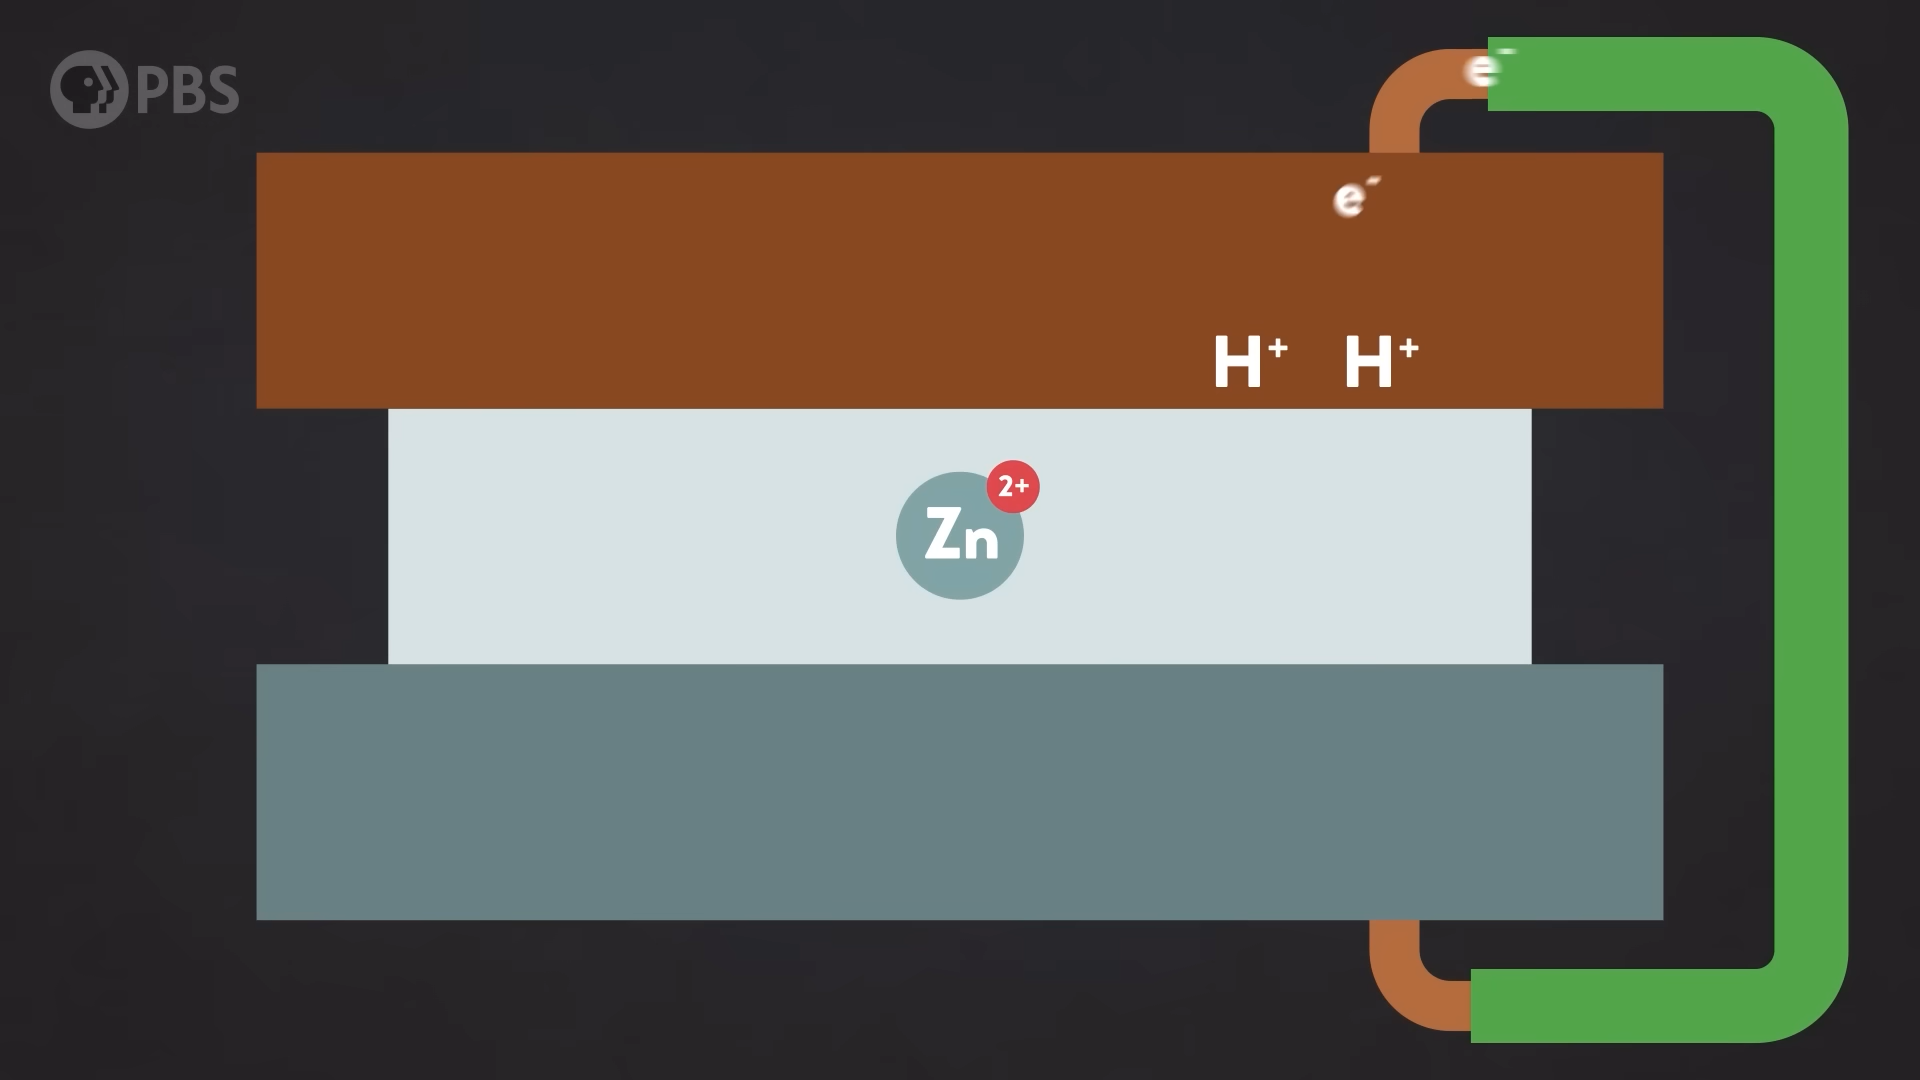 PBS
e⁻
e⁻
H⁺ H⁺
Zn 2+